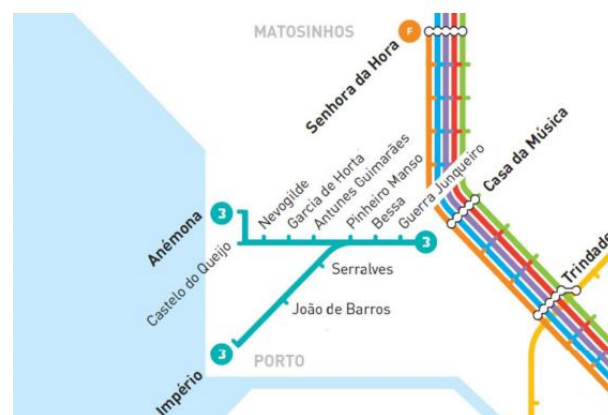 MATOSINHOS
F
Senhora da Hora
Casa da Música
Trindade
Anémona
3
Castelo do Queijo
Nevogilde
Garcia de Horta
Antunes Guimarães
Pinheiro Manso
Bessa
Guerra Junqueiro
3
Serralves
João de Barros
3
Império
PORTO